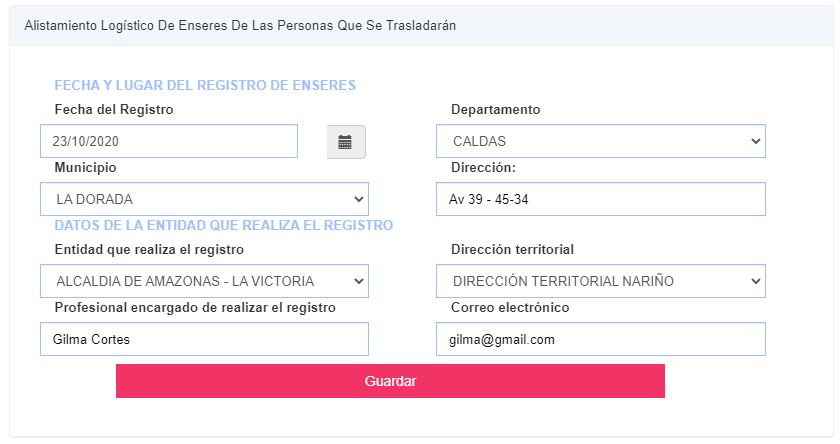 Alistamiento Logístico De Enseres De Las Personas Que Se Trasladarán
FECHA Y LUGAR DEL REGISTRO DE ENSERES
Fecha del Registro
Departamento
23/10/2020
CALDAS
Municipio
Dirección:
LA DORADA
Av 39 - 45-34
DATOS DE LA ENTIDAD QUE REALIZA EL REGISTRO
Entidad que realiza el registro
Dirección territorial
ALCALDIA DE AMAZONAS - LA VICTORIA
DIRECCIÓN TERRITORIAL NARIÑO
Profesional encargado de realizar el registro
Correo electrónico
Gilma Cortes
gilma@gmail.com
Guardar